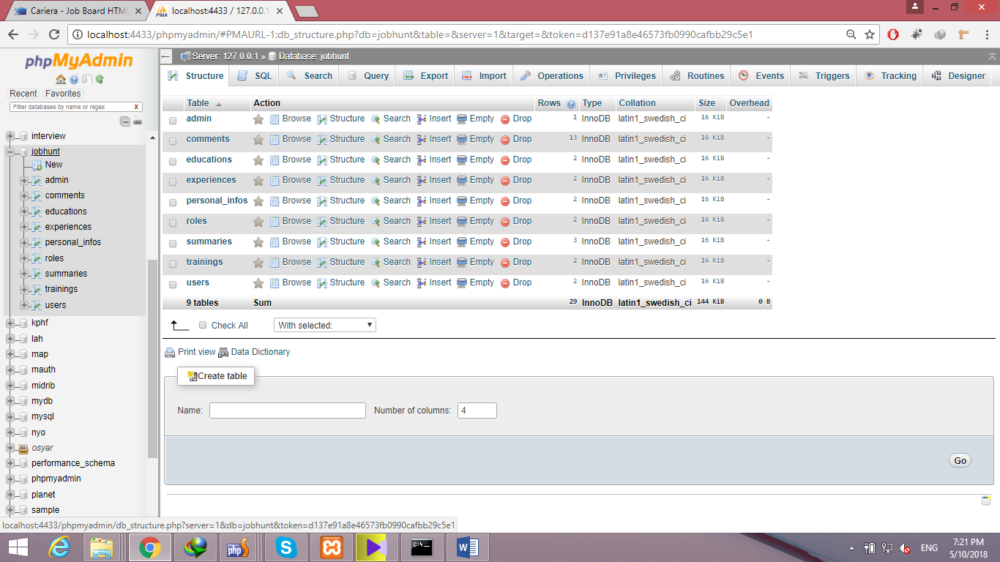 Cariera - Job Board HTML
localhost:4433 / 127.0.0.1
localhost:4433/phpmyadmin/#PMAURL-1:db_structure.php?db=jobhunt&table=&server=1&target=&token=d137e91a8e46573fb0990cafbb29c5e1
phpMyAdmin
Recent Favorites
Filter databases by name or regex X
interview
jobhunt
New
admin
comments
educations
experiences
personal_infos
roles
summaries
trainings
users
kphf
lah
map
mauth
midrib
mydb
mysql
nyo
osyar
performance_schema
phpmyadmin
planet
sample
Server: 127.0.0.1 » Database: jobhunt
Structure SQL Search Query Export Import Operations Privileges Routines Events Triggers Tracking Designer
Table Action Rows Type Collation Size Overhead
admin Browse Structure Search Insert Empty Drop 1 InnoDB latin1_swedish_ci 16 KiB -
comments Browse Structure Search Insert Empty Drop 13 InnoDB latin1_swedish_ci 16 KiB -
educations Browse Structure Search Insert Empty Drop 2 InnoDB latin1_swedish_ci 16 KiB -
experiences Browse Structure Search Insert Empty Drop 2 InnoDB latin1_swedish_ci 16 KiB -
personal_infos Browse Structure Search Insert Empty Drop 2 InnoDB latin1_swedish_ci 16 KiB -
roles Browse Structure Search Insert Empty Drop 2 InnoDB latin1_swedish_ci 16 KiB -
summaries Browse Structure Search Insert Empty Drop 3 InnoDB latin1_swedish_ci 16 KiB -
trainings Browse Structure Search Insert Empty Drop 2 InnoDB latin1_swedish_ci 16 KiB -
users Browse Structure Search Insert Empty Drop 2 InnoDB latin1_swedish_ci 16 KiB -
9 tables Sum 29 InnoDB latin1_swedish_ci 144 KiB 0 B
Check All With selected:
Print view Data Dictionary
Create table
Name: Number of columns: 4
Go
localhost:4433/phpmyadmin/db_structure.php?server=1&db=jobhunt&token=d137e91a8e46573fb0990cafbb29c5e1
ENG
7:21 PM
5/10/2018